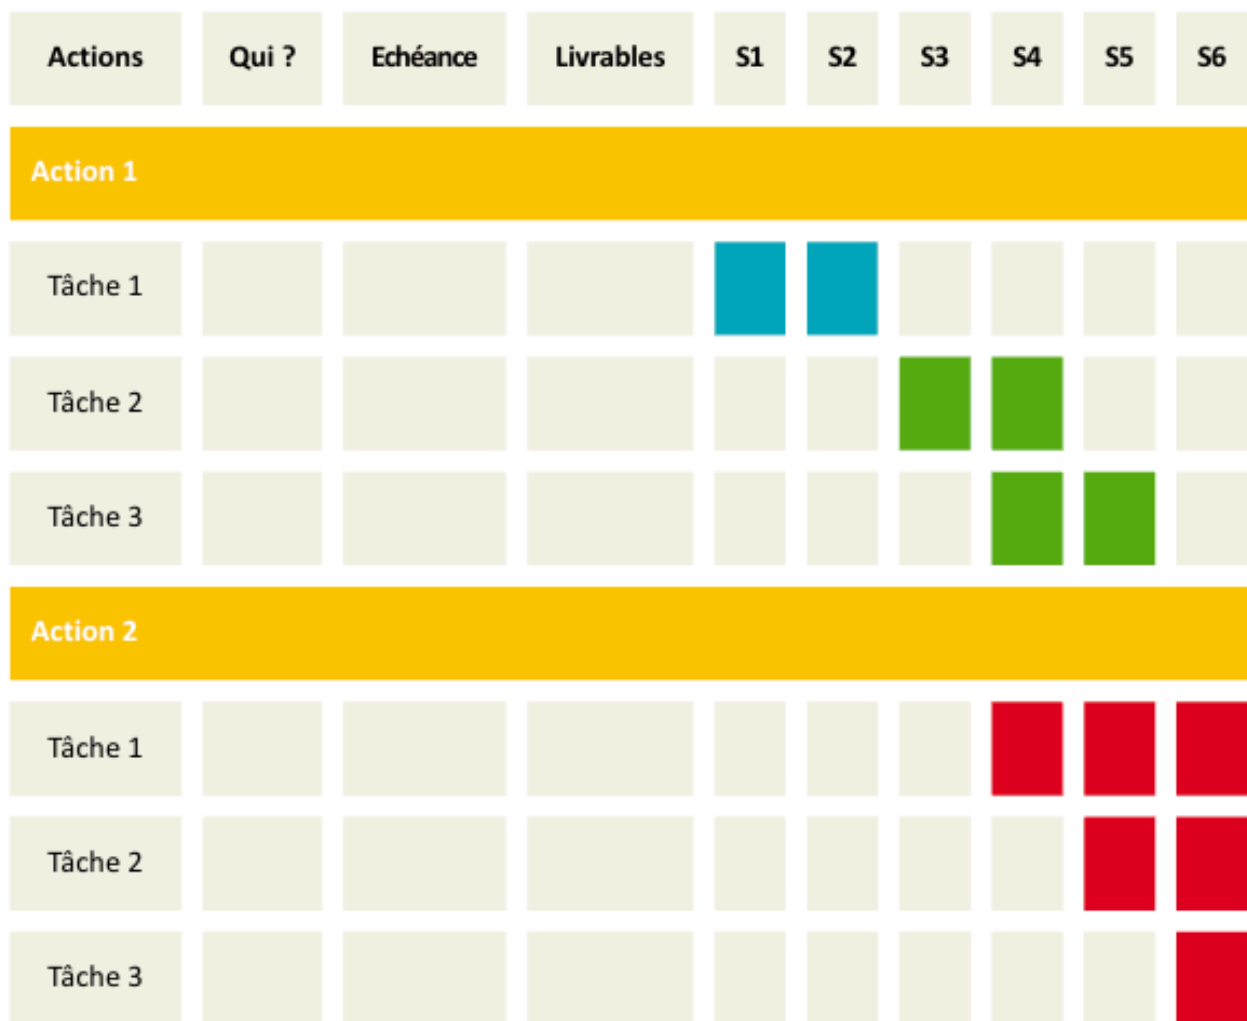 Actions Qui ? Echéance Livrables S1 S2 S3 S4 S5 S6
Action 1
Tâche 1
Tâche 2
Tâche 3
Action 2
Tâche 1
Tâche 2
Tâche 3